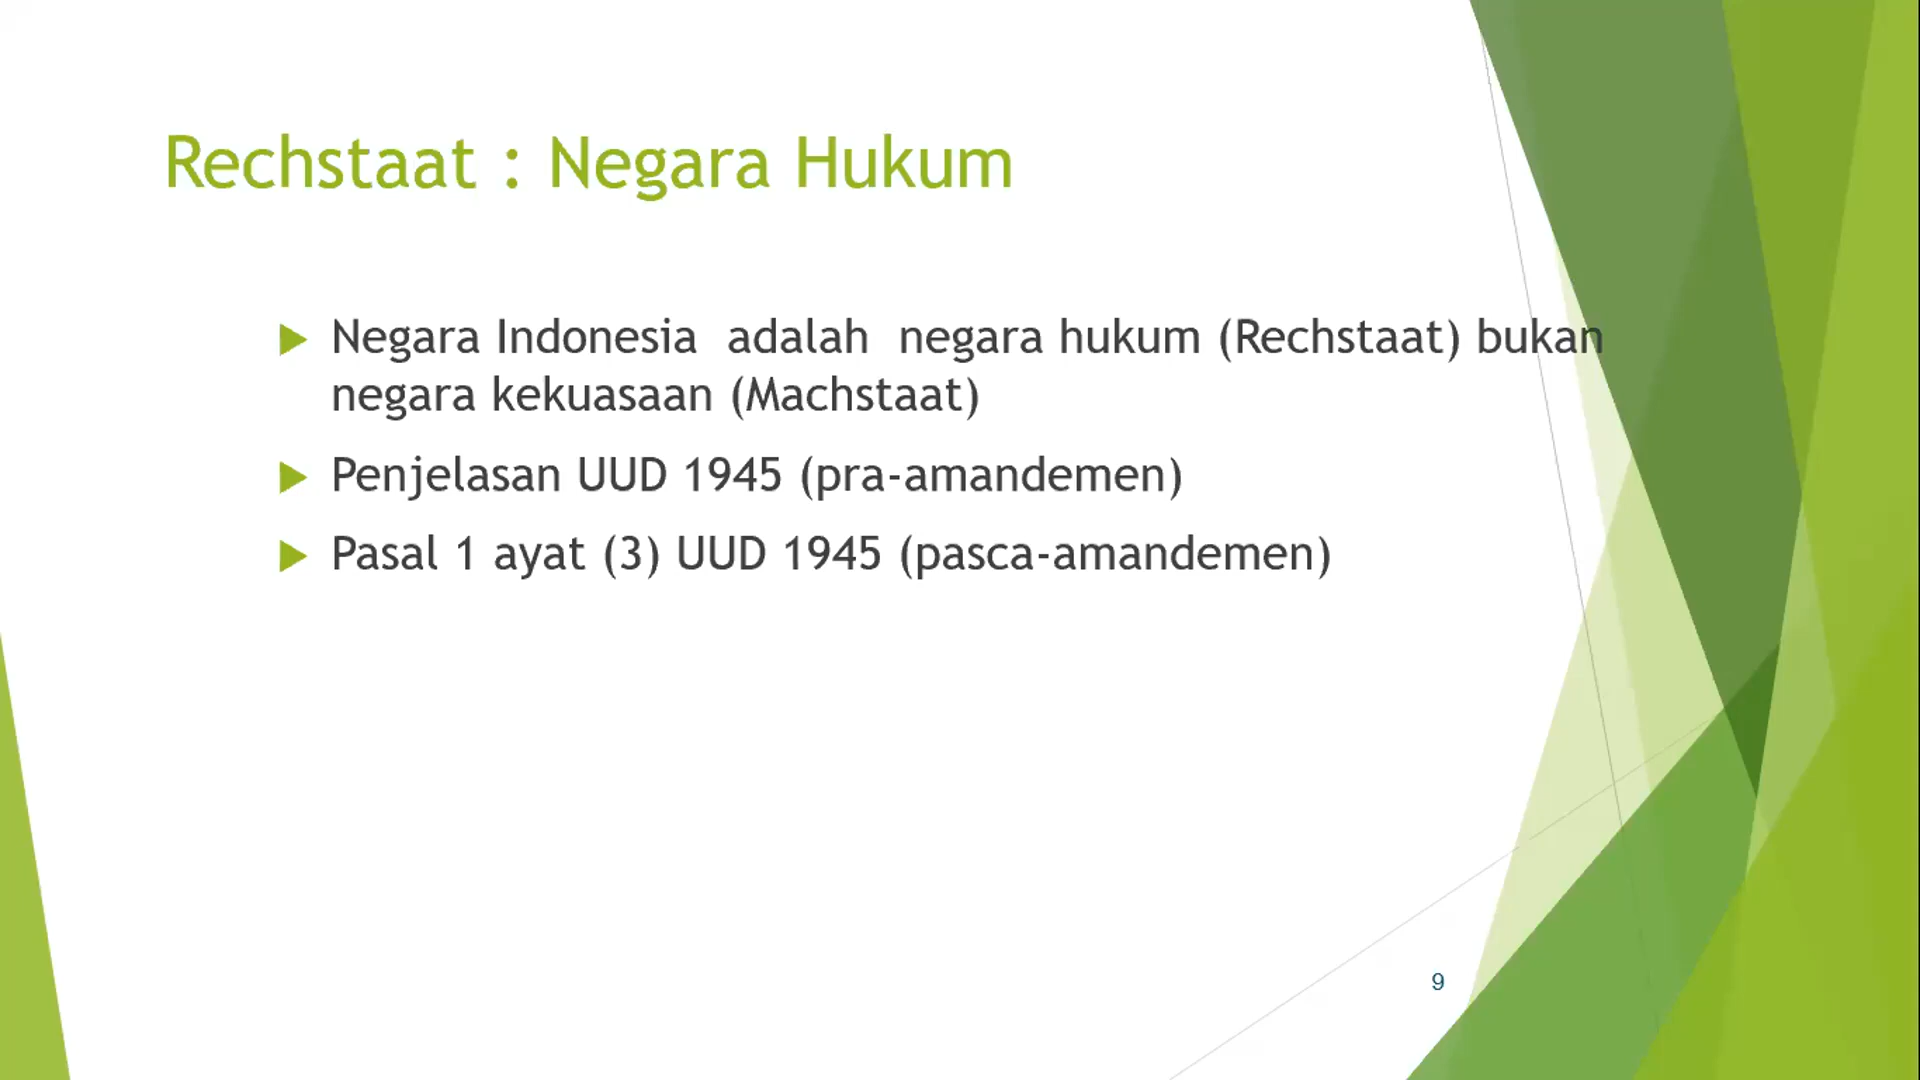 Rechstaat : Negara Hukum
Negara Indonesia adalah negara hukum (Rechstaat) bukan
negara kekuasaan (Machstaat)
Penjelasan UUD 1945 (pra-amandemen)
Pasal 1 ayat (3) UUD 1945 (pasca-amandemen)
9